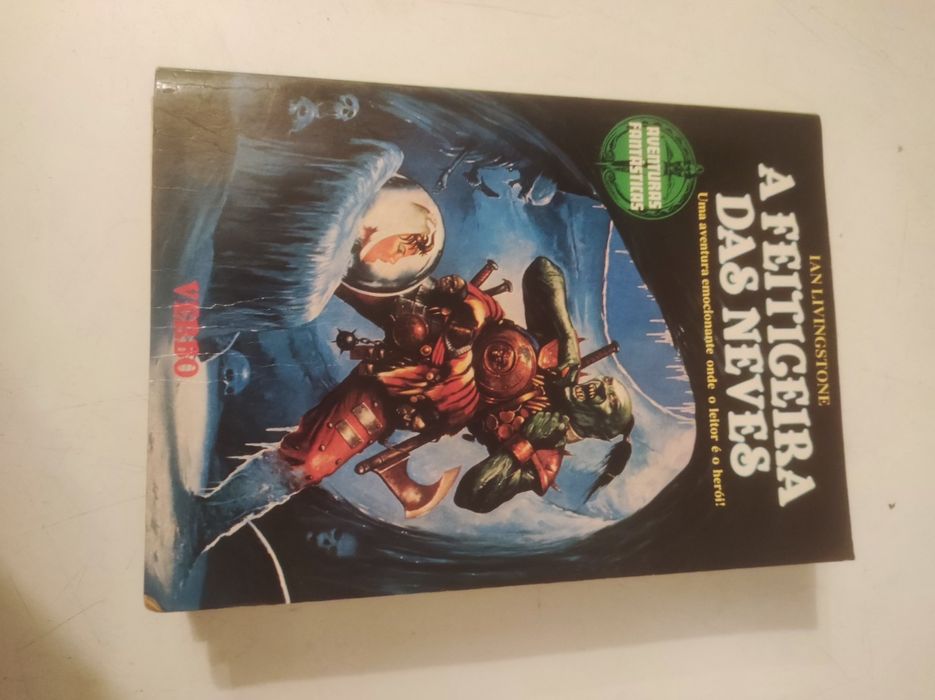 IAN LIVINGSTONE
A FEITICEIRA
DAS NEVES
Uma aventura emocionante onde o leitor é o herói!
AVENTURAS
FANTÁSTICAS
VERBO